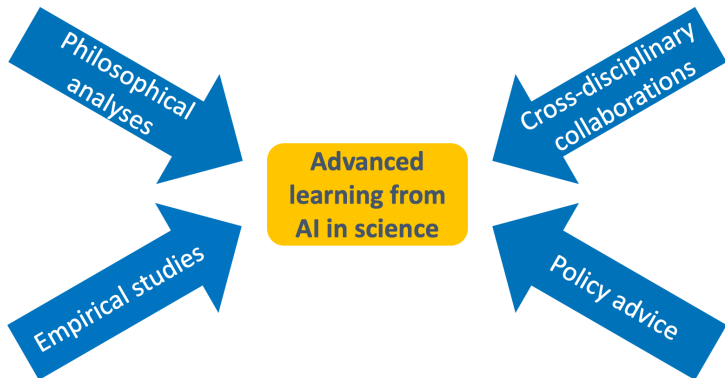 Philosophical
analyses
Cross-disciplinary
collaborations
Advanced
learning from
AI in science
Empirical studies
Policy advice